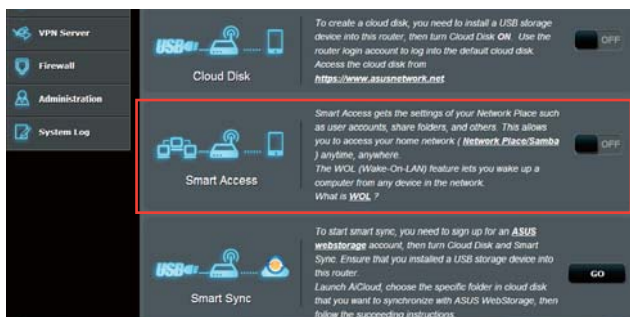 VPN Server
Firewall
Administration
System Log
USB
Cloud Disk
To create a cloud disk, you need to install a USB storage
device into this router, then turn Cloud Disk ON. Use the
router login account to log into the default cloud disk.
Access the cloud disk from
https://www.asusnetwork.net
OFF
Smart Access
Smart Access gets the settings of your Network Place such
as user accounts, share folders, and others. This allows
you to access your home network ( Network Place/Samba
) anytime, anywhere.
The WOL (Wake-On-LAN) feature lets you wake up a
computer from any device in the network.
What is WOL ?
OFF
USB
Smart Sync
To start smart sync, you need to sign up for an ASUS
webstorage account, then turn Cloud Disk and Smart
Sync. Ensure that you installed a USB storage device into
this router.
Launch AiCloud, choose the specific folder in cloud disk
that you want to synchronize with ASUS WebStorage, then
follow the succeeding instructions.
GO